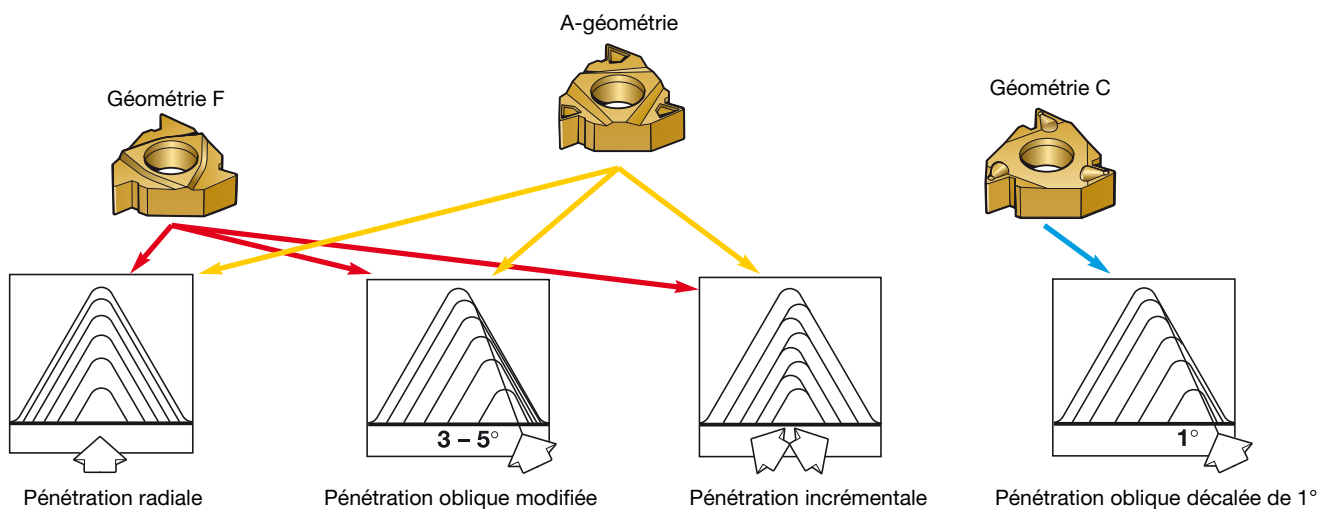 A-géométrie
Géométrie F
Géométrie C
3 – 5°
1°
Pénétration radiale
Pénétration oblique modifiée
Pénétration incrémentale
Pénétration oblique décalée de 1°